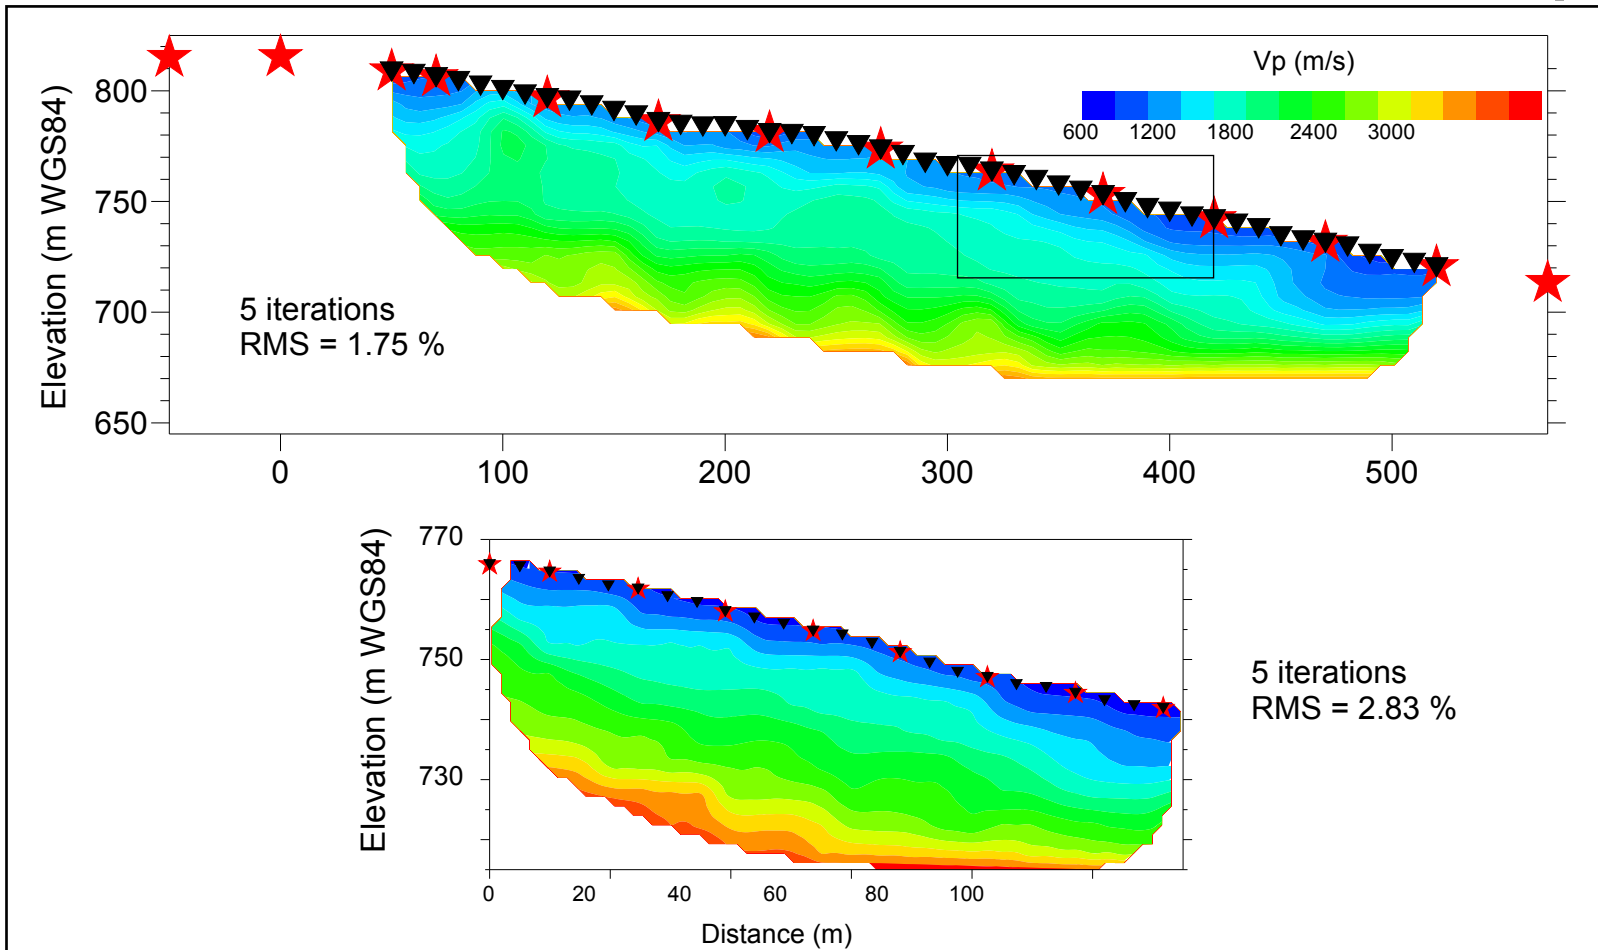 Vp (m/s)
600 1200 1800 2400 3000
Elevation (m WGS84)
800
750
700
650
5 iterations
RMS = 1.75 %
0 100 200 300 400 500
Elevation (m WGS84)
770
750
730
5 iterations
RMS = 2.83 %
0 20 40 60 80 100
Distance (m)